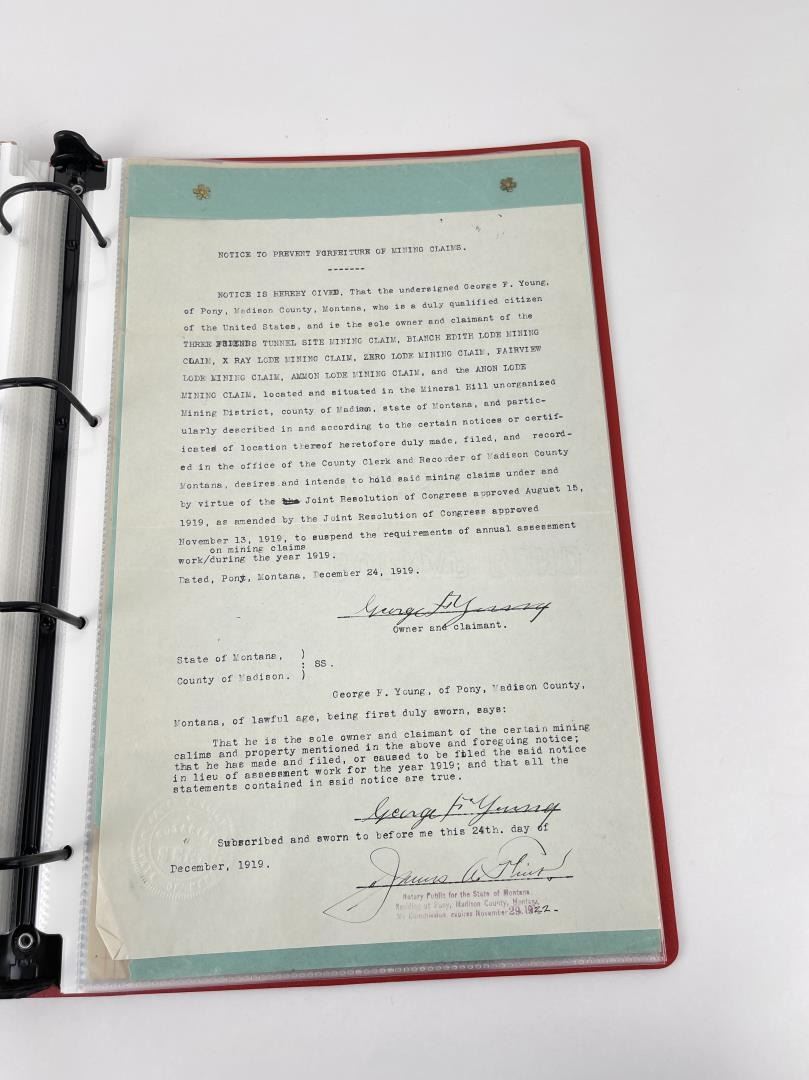 NOTICE TO PREVENT FORFEITURE OF MINING CLAIMS.
-------
NOTICE IS HEREBY GIVED, That the undersigned George F. Young,
of Pony, Madison County, Montana, who is a duly qualified citizen
of the United States, and is the sole owner and claimant of the
THREE FRIENDS TUNNEL SITE MINING CLAIM, BLANCH EDITH LODE MINING
CLAIM, X RAY LODE MINING CLAIM, ZERO LODE MINING CLAIM, FAIRVIEW
LODE MINING CLAIM, AMMON LODE MINING CLAIM, and the ANON LODE
MINING CLAIM, located and situated in the Mineral Hill unorganized
Mining District, county of Madison, state of Montana, and partic-
ularly described in and according to the certain notices or certif-
icated of location thereof heretofore duly made, filed, and record-
ed in the office of the County Clerk and Recorder of Madison County
Montana, desires and intends to hold said mining claims under and
by virtue of the the Joint Resolution of Congress approved August 15,
1919, as amended by the Joint Resolution of Congress approved
November 13, 1919, to suspend the requirements of annual assessment
on mining claims
work/during the year 1919.
Dated, Pony, Montana, December 24, 1919.
George F Young
Owner and claimant.
State of Montana, )
: SS.
County of Madison. )
George F. Young, of Pony, Madison County,
Montana, of lawful age, being first duly sworn, says:
That he is the sole owner and claimant of the certain mining
calims and property mentioned in the above and foregoing notice;
that he has made and filed, or caused to be filed the said notice
in lieu of assessment work for the year 1919; and that all the
statements contained in said notice are true.
George F Young
Subscribed and sworn to before me this 24th. day of
December, 1919.
James A.
Notary Public for the State of Montana
Residing at Pony, Madison County, Montana
My Commission expires November 29, 1922.